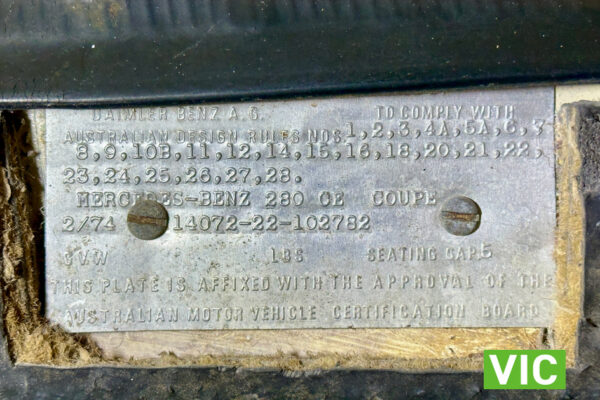 DAIMLER BENZ A.G. TO COMPLY WITH
AUSTRALIAN DESIGN RULES NOS 1,2,3,4A,5A,6,7
8,9,10B,11,12,14,15,16,18,20,21,22,
23,24,25,26,27,28.
MERCEDES-BENZ 280 CE COUPE
2/74 14072-22-102782
GVW LBS SEATING CAP.5
THIS PLATE IS AFFIXED WITH THE APPROVAL OF THE
AUSTRALIAN MOTOR VEHICLE CERTIFICATION BOARD
VIC